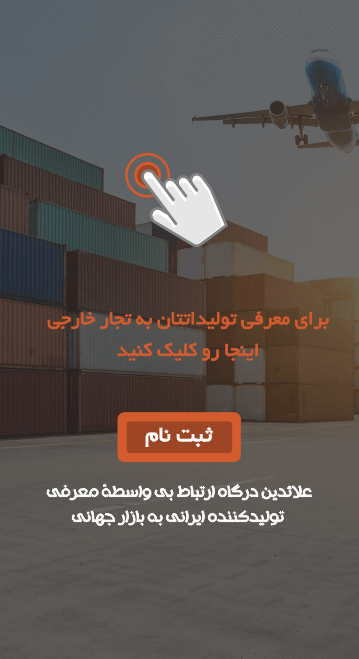 برای معرفی تولیداتتان به تجار خارجی
اینجا رو کلیک کنید
ثبت نام
علائدین درگاه ارتباط بی واسطهٔ معرفی
تولیدکننده ایرانی به بازار جهانی